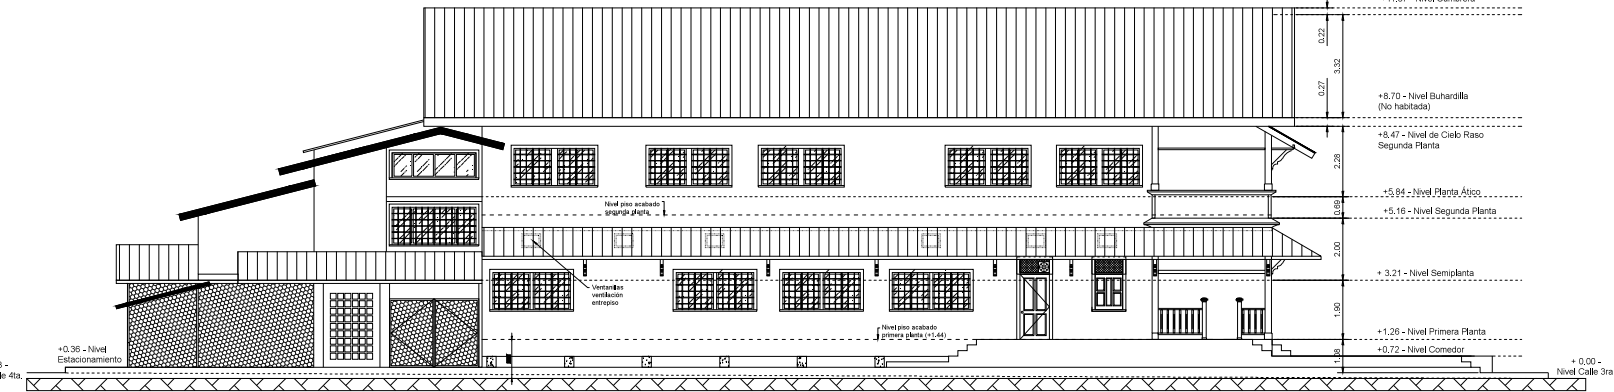 0.22
3.32
0.27
+8.70 - Nivel Buhardilla
(No habitada)
+8.47 - Nivel de Cielo Raso
Segunda Planta
2.28
+5.84 - Nivel Planta Ático
Nivel piso acabado
segunda planta
0.69
+5.16 - Nivel Segunda Planta
2.00
+ 3.21 - Nivel Semiplanta
Ventanillas
ventilación
entrepiso
1.90
Nivel piso acabado
primera planta (+1.44)
+1.26 - Nivel Primera Planta
+0.36 - Nivel
Estacionamiento
+0,72 - Nivel Comedor
+ 0,00 -
Nivel Calle 3ra
4ta.